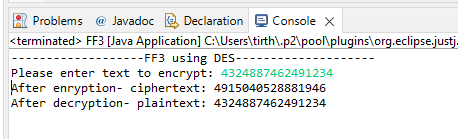 Problems @ Javadoc Declaration Console
<terminated> FF3 [Java Application] C:\Users\tirth\.p2\pool\plugins\org.eclipse.justj.
-------------------FF3 using DES--------------------
Please enter text to encrypt: 4324887462491234
After enryption- ciphertext: 4915040528881946
After decryption- plaintext: 4324887462491234